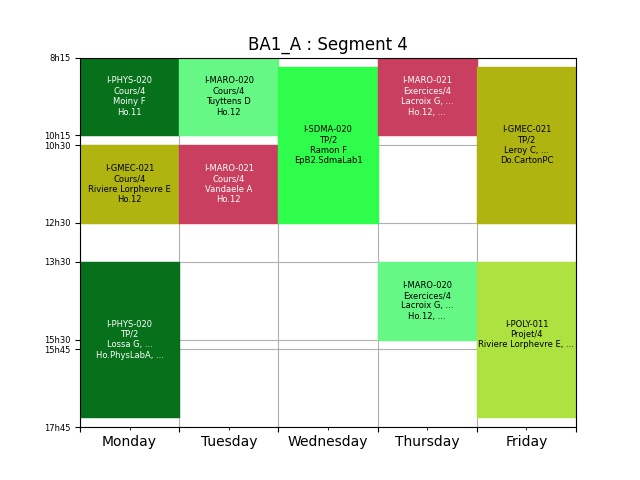 BA1_A : Segment 4
8h15
10h15
10h30
12h30
13h30
15h30
15h45
17h45
I-PHYS-020
Cours/4
Moiny F
Ho.11
I-GMEC-021
Cours/4
Riviere Lorphevre E
Ho.12
I-PHYS-020
TP/2
Lossa G, ...
Ho.PhysLabA, ...
I-MARO-020
Cours/4
Tuyttens D
Ho.12
I-MARO-021
Cours/4
Vandaele A
Ho.12
I-SDMA-020
TP/2
Ramon F
EpB2.SdmaLab1
I-MARO-021
Exercices/4
Lacroix G, ...
Ho.12, ...
I-MARO-020
Exercices/4
Lacroix G, ...
Ho.12, ...
I-GMEC-021
TP/2
Leroy C, ...
Do.CartonPC
I-POLY-011
Projet/4
Riviere Lorphevre E, ...
Monday
Tuesday
Wednesday
Thursday
Friday